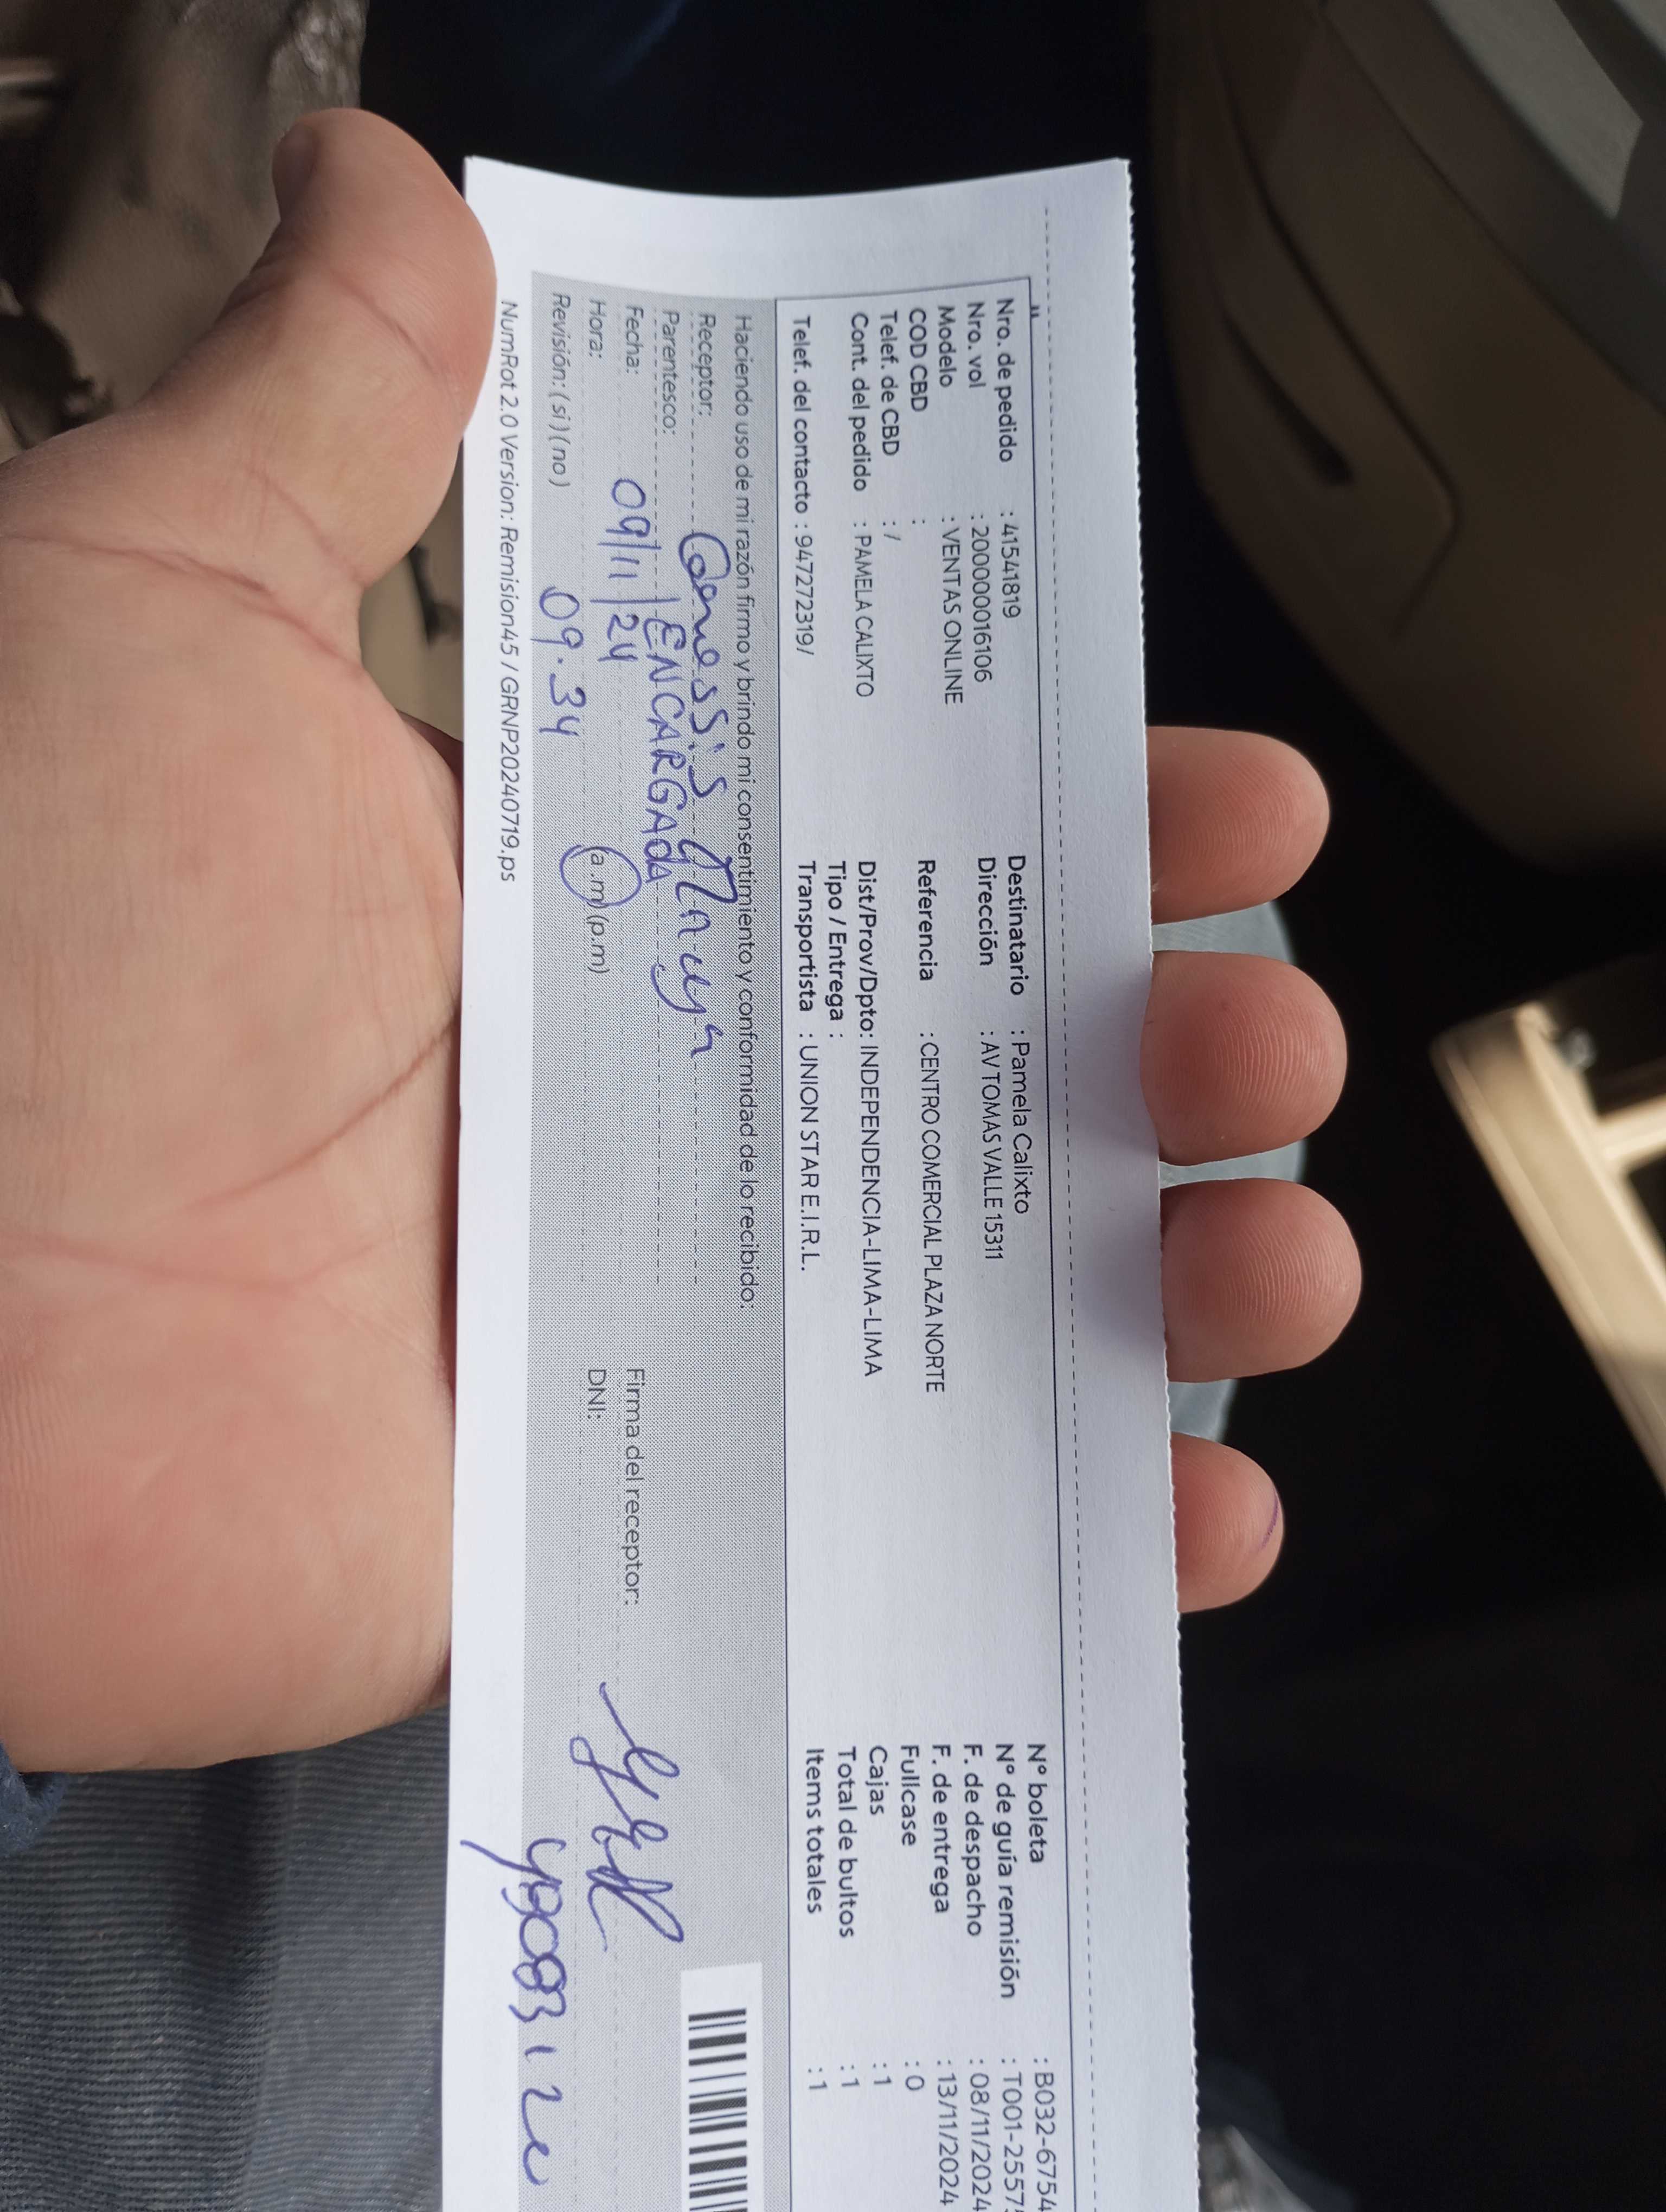 Nro. de pedido : 41541819
Nro. vol : 200000016106
Modelo : VENTAS ONLINE
COD CBD :
Telef. de CBD : /
Cont. del pedido : PAMELA CALIXTO
Telef. del contacto : 947272319/
Destinatario : Pamela Calixto
Dirección : AV TOMAS VALLE 15311
Referencia : CENTRO COMERCIAL PLAZA NORTE
Dist/Prov/Dpto: INDEPENDENCIA-LIMA-LIMA
Tipo / Entrega :
Transportista : UNION STAR E.I.R.L.
N° boleta : B032-6754
N° de guía remisión : T001-2557
F. de despacho : 08/11/2024
F. de entrega : 13/11/2024
Fullcase : 0
Cajas : 1
Total de bultos : 1
Items totales : 1
Haciendo uso de mi razón firmo y brindo mi consentimiento y conformidad de lo recibido:
Receptor:
Parentesco: ENCARGAdA
Fecha: 09/11/24
Hora: 09.34 (a.m) (p.m)
Revisión: ( si ) ( no )
Firma del receptor:
DNI:
NumRot 2.0 Version: Remision45 / GRNP20240719.ps